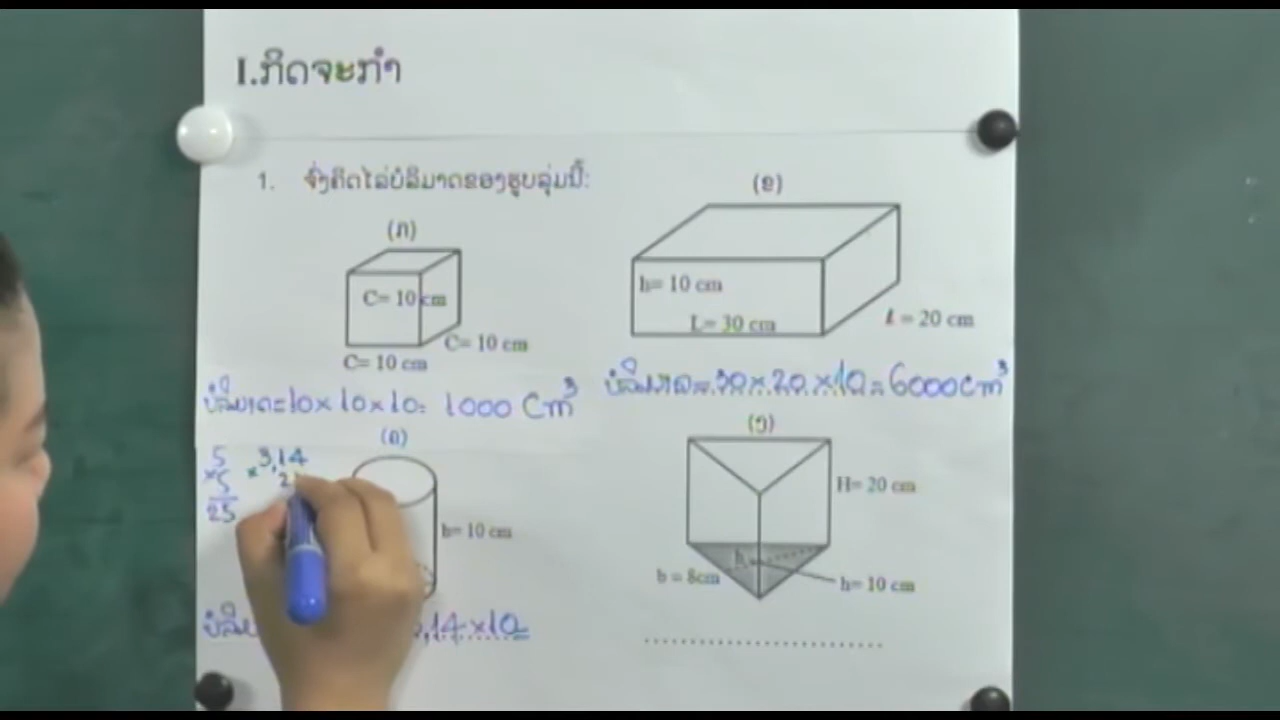 I.ກິດຈະກຳ
1. ຈົ່ງຄິດໄລ່ບໍລິມາດຂອງຮູບລຸ່ມນີ້:
(ກ)
C= 10 cm
C= 10 cm
C= 10 cm
ບໍລິມາດ=10×10×10= 1000 Cm³
(ຂ)
h= 10 cm
L= 30 cm
ℓ = 20 cm
ບໍລິມາດ=30×20×10=6000Cm³
(ຄ)
5
×5
25
×3,14
2
h= 10 cm
,14×10
(ງ)
H= 20 cm
h
b = 8cm
h= 10 cm